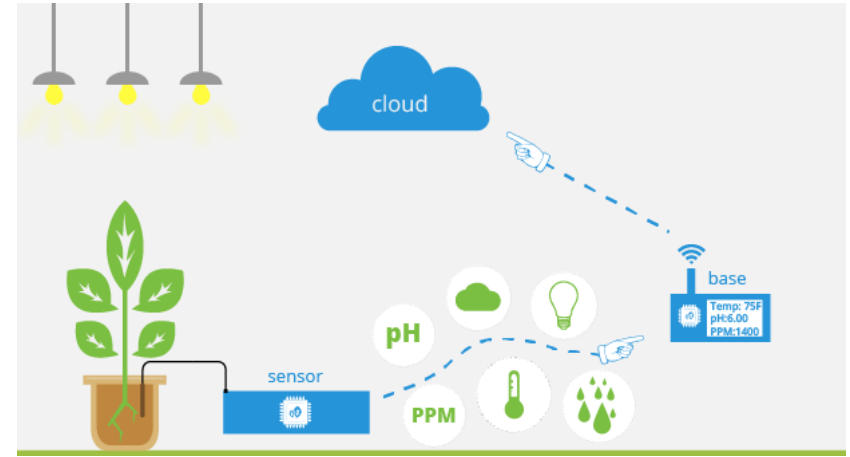 cloud
base
Temp: 75F
pH:6.00
PPM:1400
pH
sensor
PPM